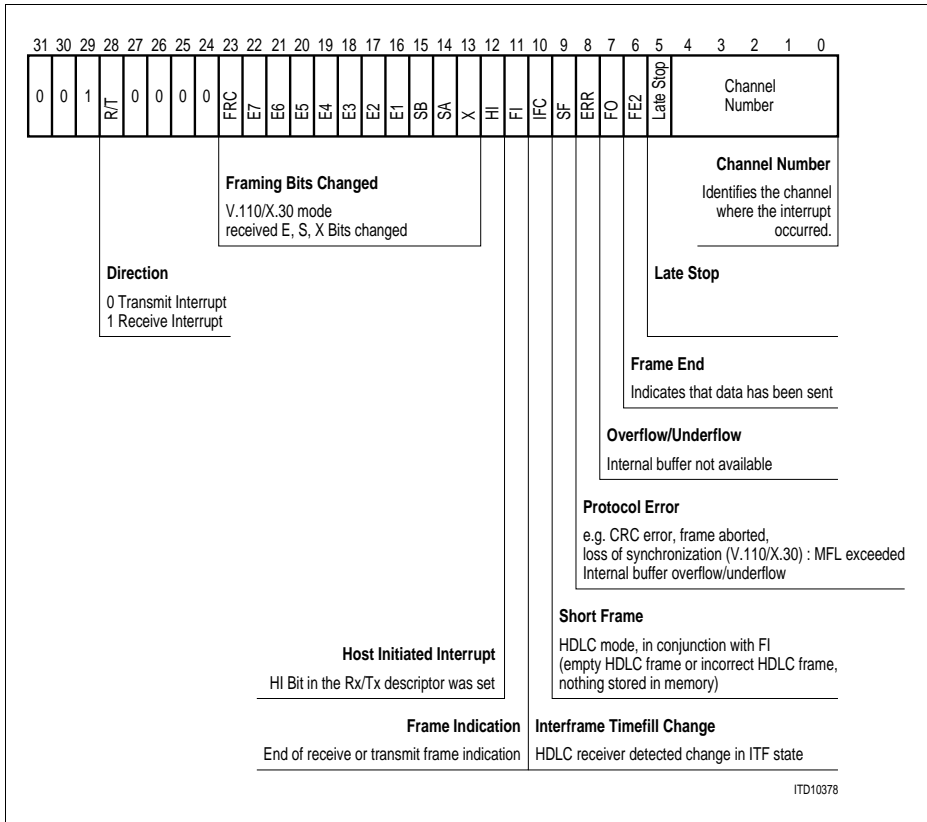 31 30 29 28 27 26 25 24 23 22 21 20 19 18 17 16 15 14 13 12 11 10 9 8 7 6 5 4 3 2 1 0
0 0 1 R/T 0 0 0 0 FRC E7 E6 E5 E4 E3 E2 E1 SB SA X HI FI IFC SF ERR FO FE2 Late Stop Channel
Number
Channel Number
Identifies the channel
where the interrupt
occurred.
Framing Bits Changed
V.110/X.30 mode
received E, S, X Bits changed
Direction
0 Transmit Interrupt
1 Receive Interrupt
Late Stop
Frame End
Indicates that data has been sent
Overflow/Underflow
Internal buffer not available
Protocol Error
e.g. CRC error, frame aborted,
loss of synchronization (V.110/X.30) : MFL exceeded
Internal buffer overflow/underflow
Short Frame
HDLC mode, in conjunction with FI
(empty HDLC frame or incorrect HDLC frame,
nothing stored in memory)
Host Initiated Interrupt
HI Bit in the Rx/Tx descriptor was set
Frame Indication
End of receive or transmit frame indication
Interframe Timefill Change
HDLC receiver detected change in ITF state
ITD10378